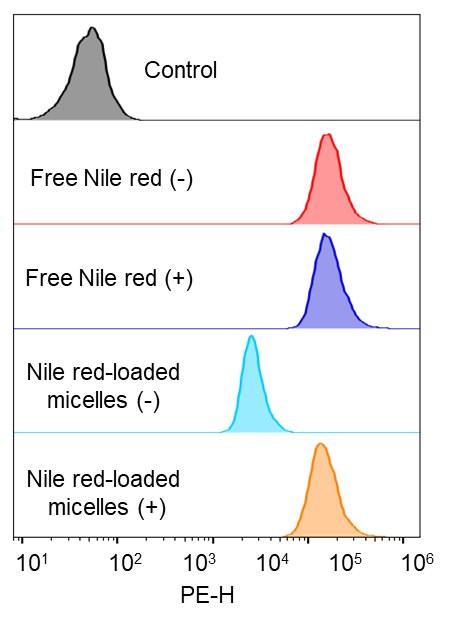 Control
Free Nile red (-)
Free Nile red (+)
Nile red-loaded
micelles (-)
Nile red-loaded
micelles (+)
10¹ 10² 10³ 10⁴ 10⁵ 10⁶
PE-H